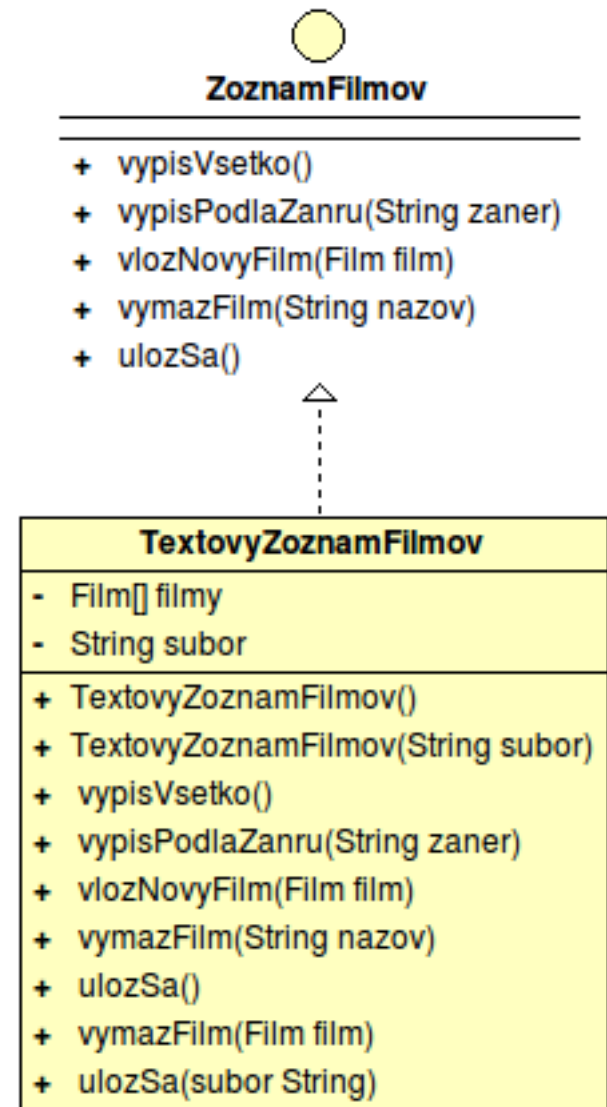 ZoznamFilmov
+ vypisVsetko()
+ vypisPodlaZanru(String zaner)
+ vlozNovyFilm(Film film)
+ vymazFilm(String nazov)
+ ulozSa()
TextovyZoznamFilmov
- Film[] filmy
- String subor
+ TextovyZoznamFilmov()
+ TextovyZoznamFilmov(String subor)
+ vypisVsetko()
+ vypisPodlaZanru(String zaner)
+ vlozNovyFilm(Film film)
+ vymazFilm(String nazov)
+ ulozSa()
+ vymazFilm(Film film)
+ ulozSa(subor String)